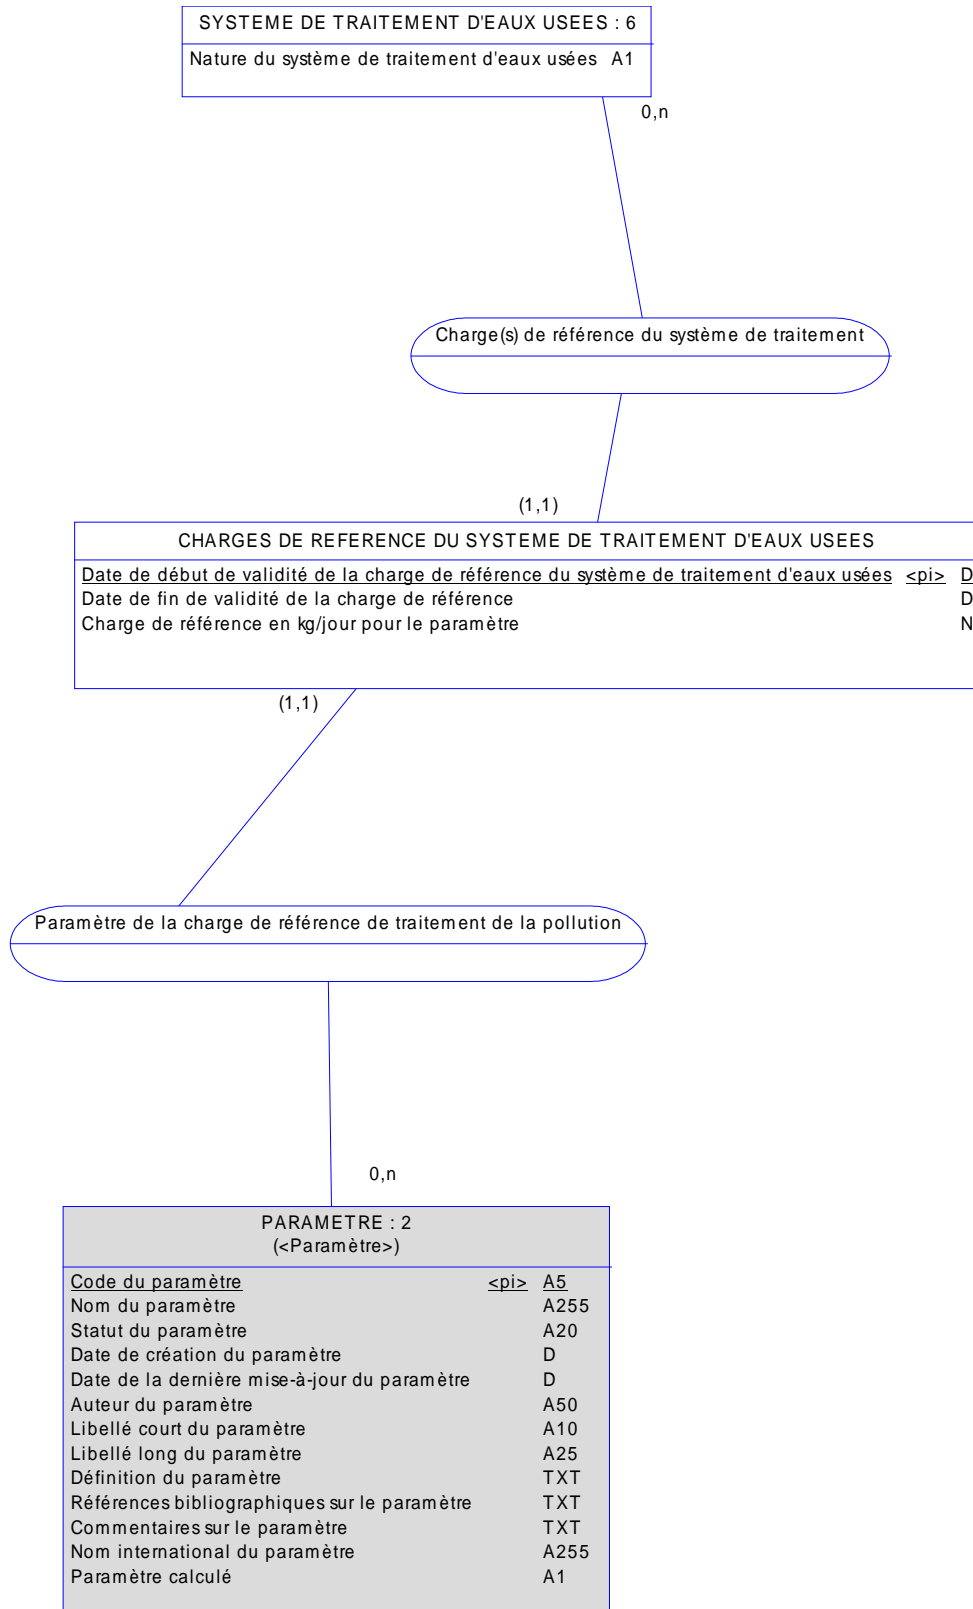 SYSTEME DE TRAITEMENT D'EAUX USEES : 6
Nature du système de traitement d'eaux usées A1
0,n
Charge(s) de référence du système de traitement
(1,1)
CHARGES DE REFERENCE DU SYSTEME DE TRAITEMENT D'EAUX USEES
Date de début de validité de la charge de référence du système de traitement d'eaux usées <pi> D
Date de fin de validité de la charge de référence D
Charge de référence en kg/jour pour le paramètre N
(1,1)
Paramètre de la charge de référence de traitement de la pollution
0,n
PARAMETRE : 2
(<Paramètre>)
Code du paramètre <pi> A5
Nom du paramètre A255
Statut du paramètre A20
Date de création du paramètre D
Date de la dernière mise-à-jour du paramètre D
Auteur du paramètre A50
Libellé court du paramètre A10
Libellé long du paramètre A25
Définition du paramètre TXT
Références bibliographiques sur le paramètre TXT
Commentaires sur le paramètre TXT
Nom international du paramètre A255
Paramètre calculé A1